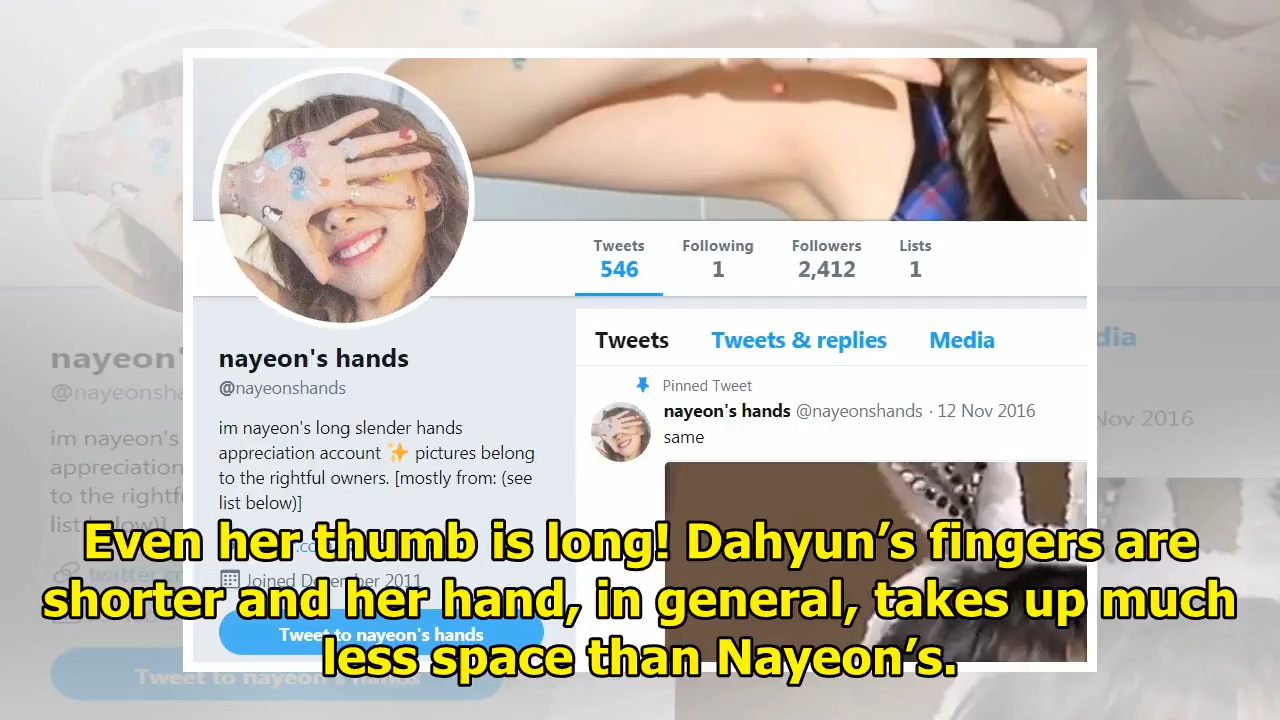 Tweets Following Followers Lists
546 1 2,412 1
nayeon's hands
@nayeonshands
im nayeon's long slender hands
appreciation account ✨ pictures belong
to the rightful owners. [mostly from: (see
list below)]
Joined December 2011
Tweet to nayeon's hands
Tweets Tweets & replies Media
Pinned Tweet
nayeon's hands @nayeonshands · 12 Nov 2016
same
Even her thumb is long! Dahyun’s fingers are
shorter and her hand, in general, takes up much
less space than Nayeon’s.